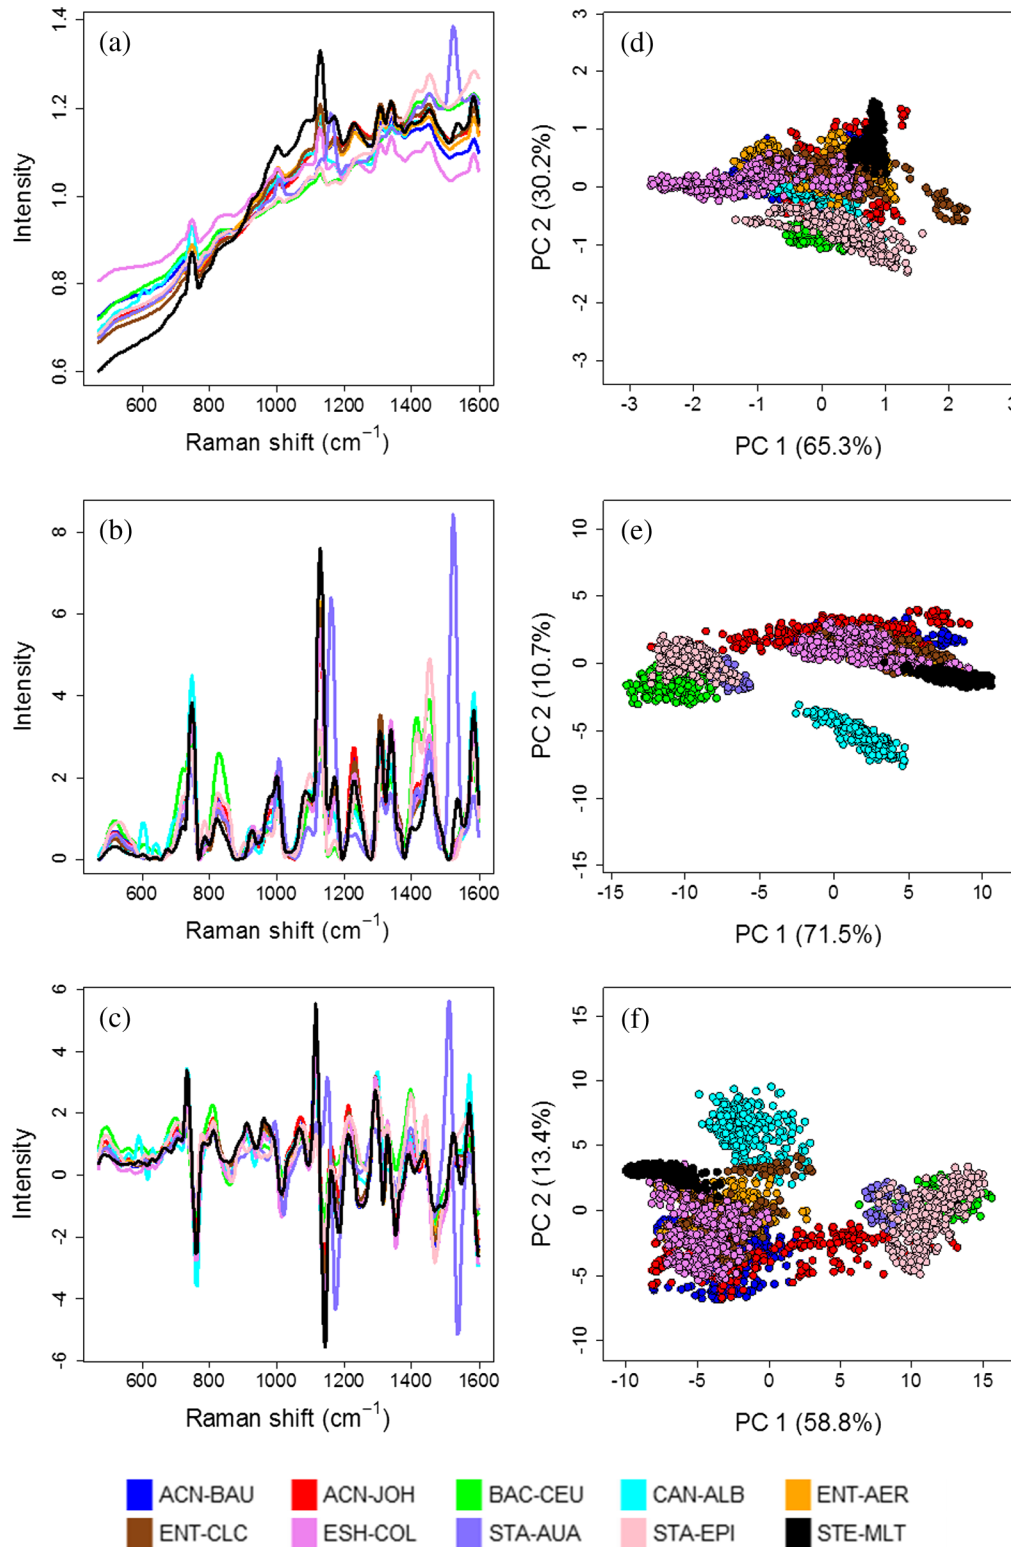 (a)
1.4
1.2
1.0
0.8
0.6
Intensity
600 800 1000 1200 1400 1600
Raman shift (cm−1)
(d)
3
2
1
0
-1
-2
-3
PC 2 (30.2%)
-3 -2 -1 0 1 2 3
PC 1 (65.3%)
(b)
8
6
4
2
0
Intensity
600 800 1000 1200 1400 1600
Raman shift (cm−1)
(e)
10
5
0
-5
-10
-15
PC 2 (10.7%)
-15 -10 -5 0 5 10
PC 1 (71.5%)
(c)
6
4
2
0
-2
-4
-6
Intensity
600 800 1000 1200 1400 1600
Raman shift (cm−1)
(f)
15
10
5
0
-5
-10
PC 2 (13.4%)
-10 -5 0 5 10 15
PC 1 (58.8%)
ACN-BAU ACN-JOH BAC-CEU CAN-ALB ENT-AER
ENT-CLC ESH-COL STA-AUA STA-EPI STE-MLT